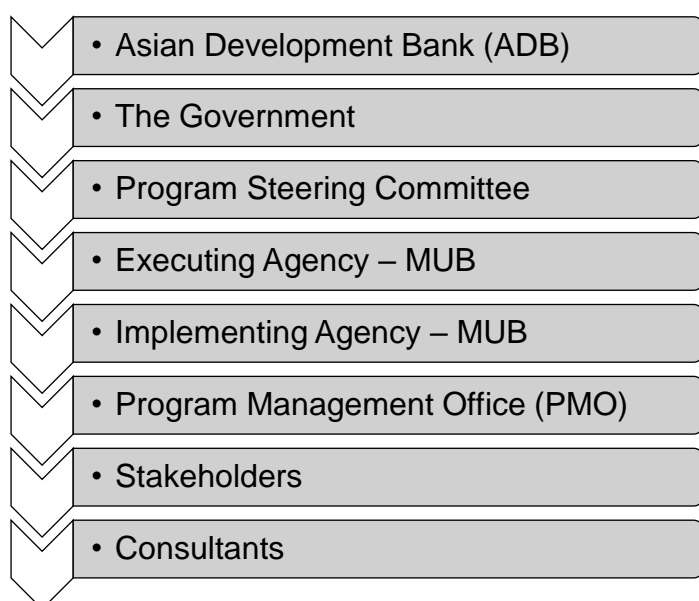 • Asian Development Bank (ADB)
• The Government
• Program Steering Committee
• Executing Agency – MUB
• Implementing Agency – MUB
• Program Management Office (PMO)
• Stakeholders
• Consultants